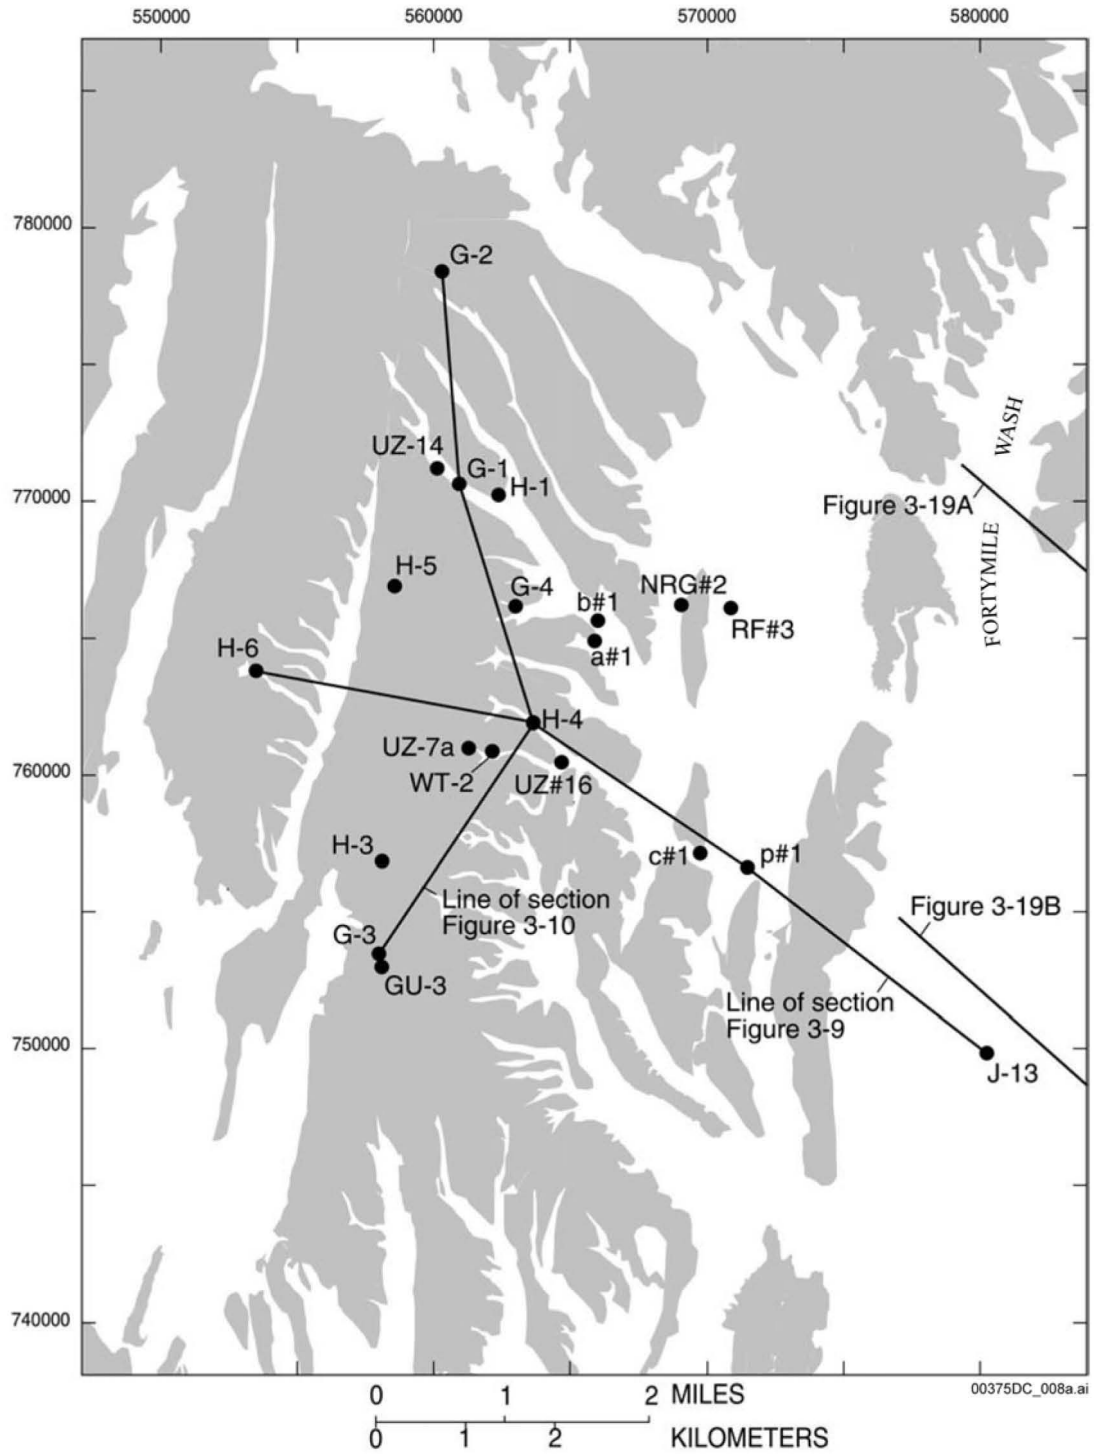 550000 560000 570000 580000
780000
G-2
WASH
UZ-14
G-1
H-1
770000
Figure 3-19A
FORTYMILE
H-5
G-4
NRG#2
b#1
RF#3
H-6
a#1
H-4
UZ-7a
760000
WT-2
UZ#16
H-3
c#1
p#1
Line of section
Figure 3-10
Figure 3-19B
G-3
GU-3
Line of section
Figure 3-9
750000
J-13
740000
00375DC_008a.ai
0 1 2 MILES
0 1 2 KILOMETERS